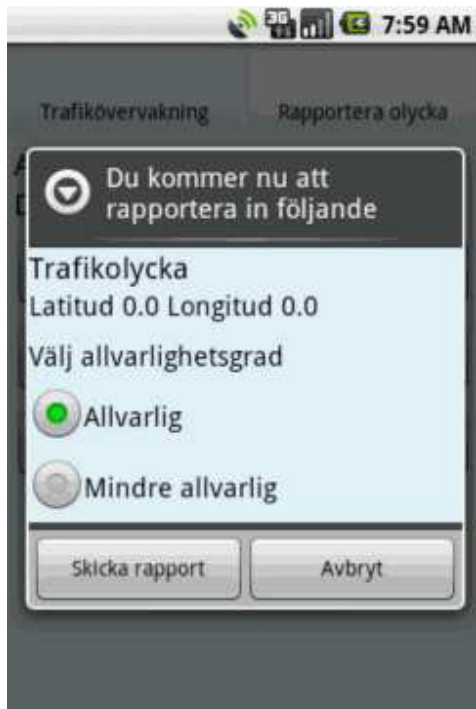 3G
7:59 AM
Trafikövervakning
Rapportera olycka
Du kommer nu att
rapportera in följande
Trafikolycka
Latitud 0.0 Longitud 0.0
Välj allvarlighetsgrad
Allvarlig
Mindre allvarlig
Skicka rapport
Avbryt